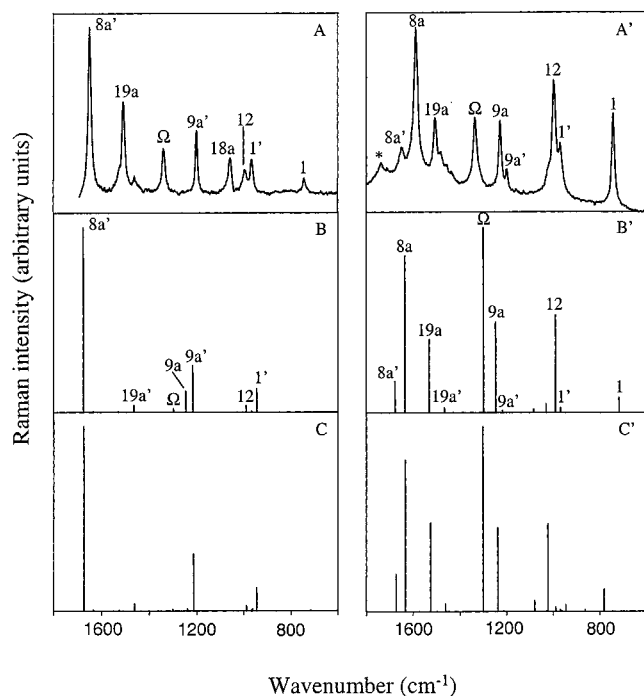 8a'
A
19a
Ω
9a'
18a
12
1'
1
8a
A'
12
1
19a
Ω
9a
8a'
1'
*
9a'
8a'
B
9a'
9a
1'
19a'
Ω
12
Ω
B'
8a
19a
9a
12
8a'
19a'
9a'
1'
1
C
C'
Raman intensity (arbitrary units)
1600 1200 800
1600 1200 800
Wavenumber (cm-1)